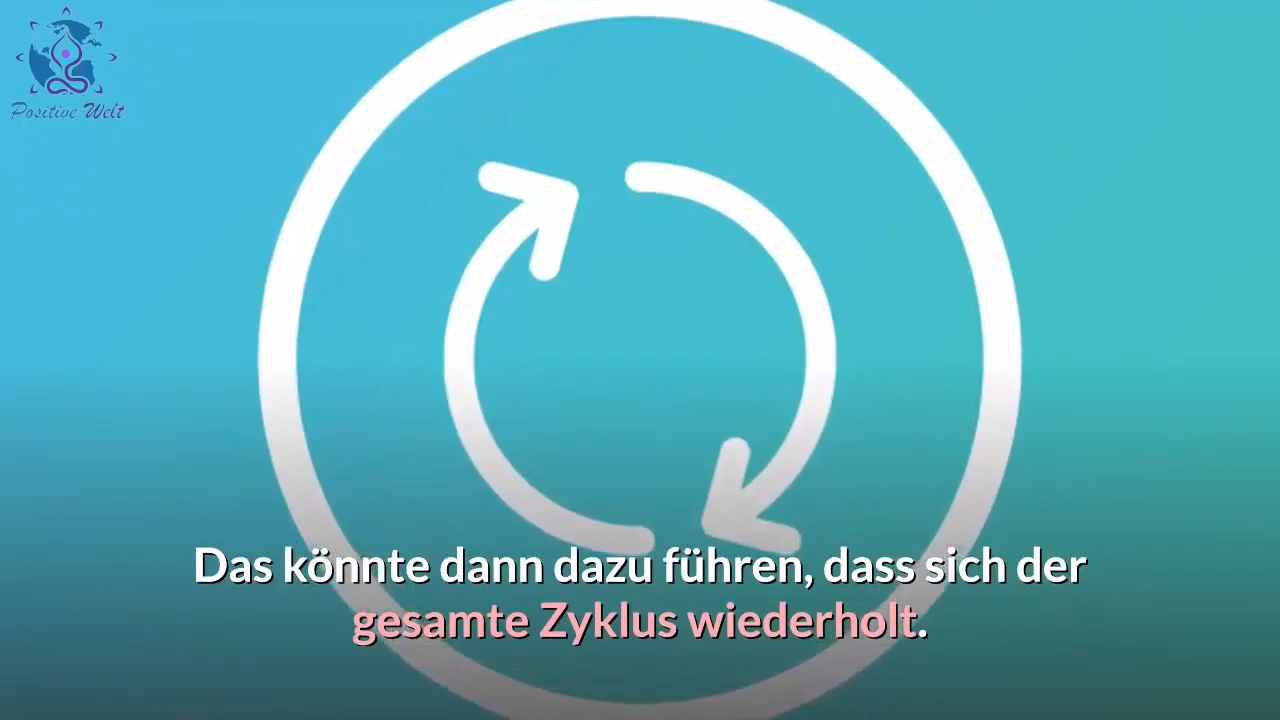 Positive Welt
Das könnte dann dazu führen, dass sich der
gesamte Zyklus wiederholt.